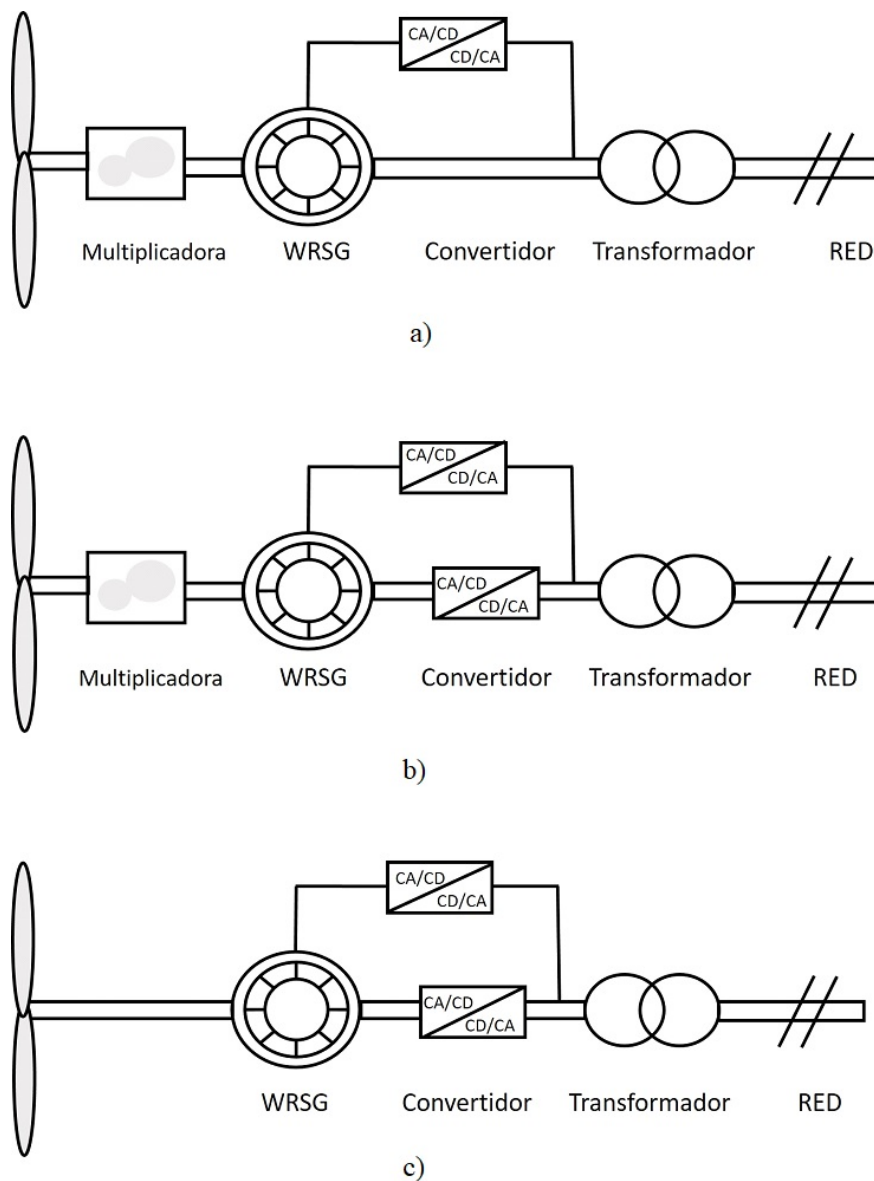 CA/CD
CD/CA
Multiplicadora WRSG Convertidor Transformador RED
a)
CA/CD
CD/CA
CA/CD
CD/CA
Multiplicadora WRSG Convertidor Transformador RED
b)
CA/CD
CD/CA
CA/CD
CD/CA
WRSG Convertidor Transformador RED
c)